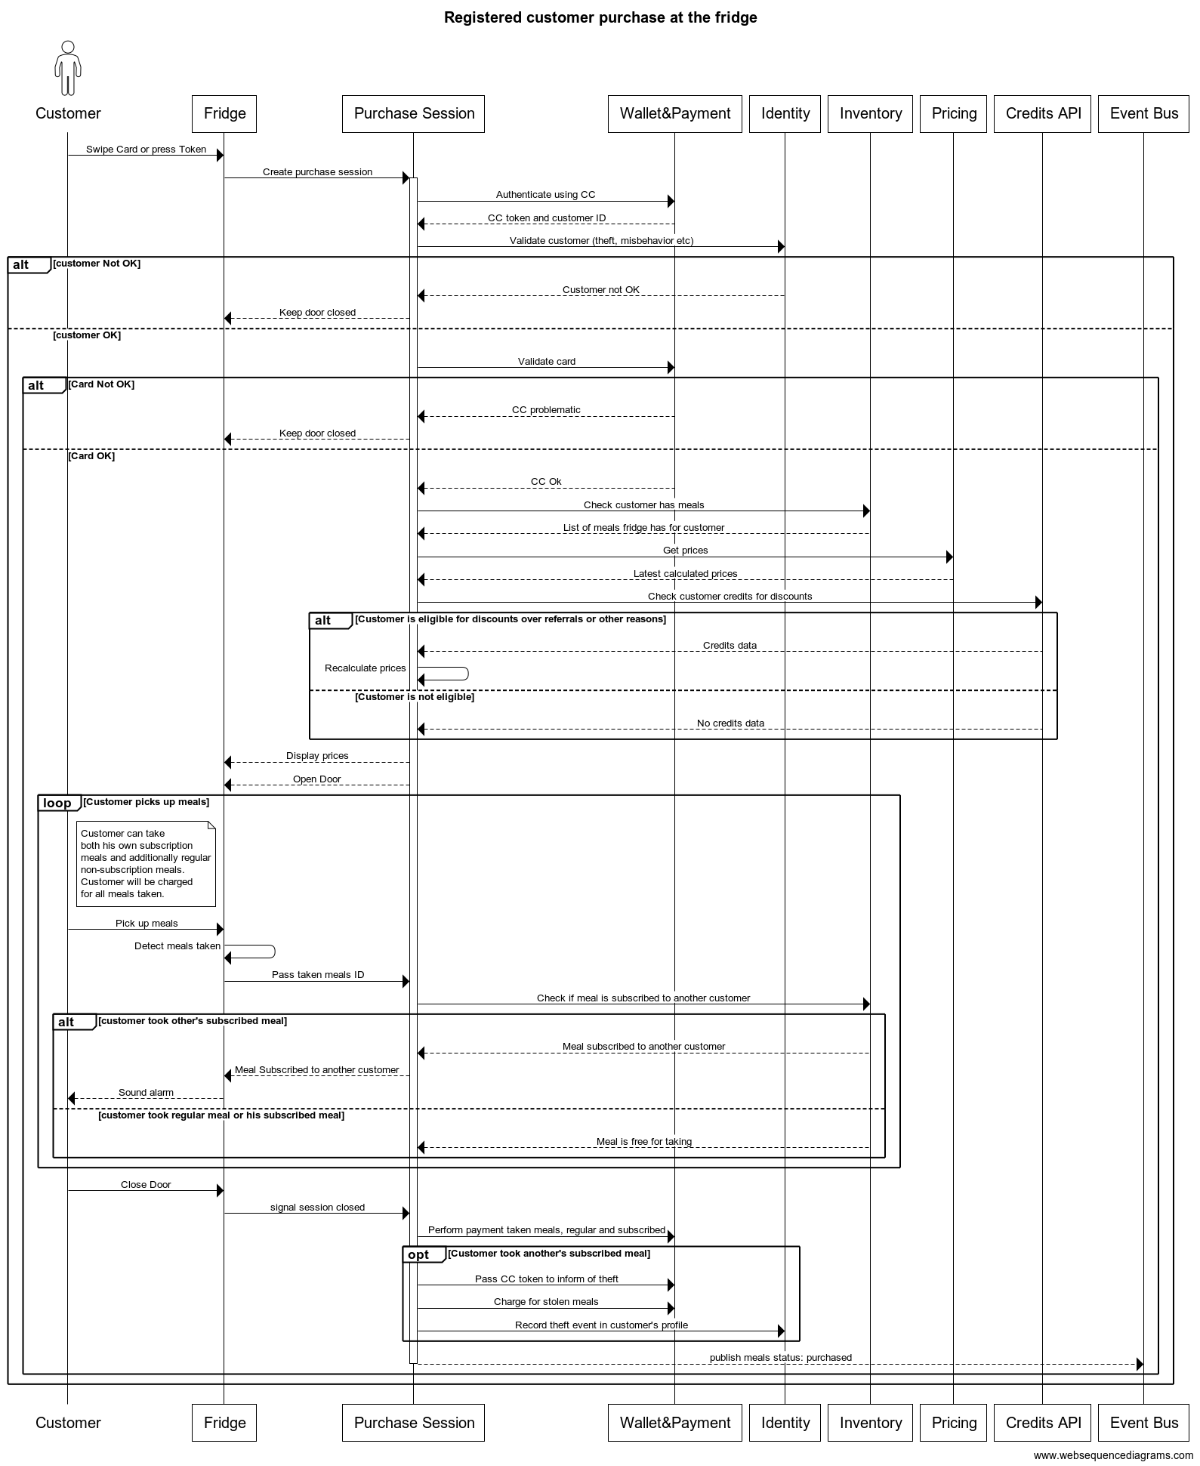 Registered customer purchase at the fridge
Customer
Fridge
Purchase Session
Wallet&Payment
Identity
Inventory
Pricing
Credits API
Event Bus
Swipe Card or press Token
Create purchase session
Authenticate using CC
CC token and customer ID
Validate customer (theft, misbehavior etc)
alt
[customer Not OK]
Customer not OK
Keep door closed
[customer OK]
Validate card
alt
[Card Not OK]
CC problematic
Keep door closed
[Card OK]
CC Ok
Check customer has meals
List of meals fridge has for customer
Get prices
Latest calculated prices
Check customer credits for discounts
alt
[Customer is eligible for discounts over referrals or other reasons]
Credits data
Recalculate prices
[Customer is not eligible]
No credits data
Display prices
Open Door
loop
[Customer picks up meals]
Customer can take
both his own subscription
meals and additionally regular
non-subscription meals.
Customer will be charged
for all meals taken.
Pick up meals
Detect meals taken
Pass taken meals ID
Check if meal is subscribed to another customer
alt
[customer took other's subscribed meal]
Meal subscribed to another customer
Meal Subscribed to another customer
Sound alarm
[customer took regular meal or his subscribed meal]
Meal is free for taking
Close Door
signal session closed
Perform payment taken meals, regular and subscribed
opt
[Customer took another's subscribed meal]
Pass CC token to inform of theft
Charge for stolen meals
Record theft event in customer's profile
publish meals status: purchased
Customer
Fridge
Purchase Session
Wallet&Payment
Identity
Inventory
Pricing
Credits API
Event Bus
www.websequencediagrams.com